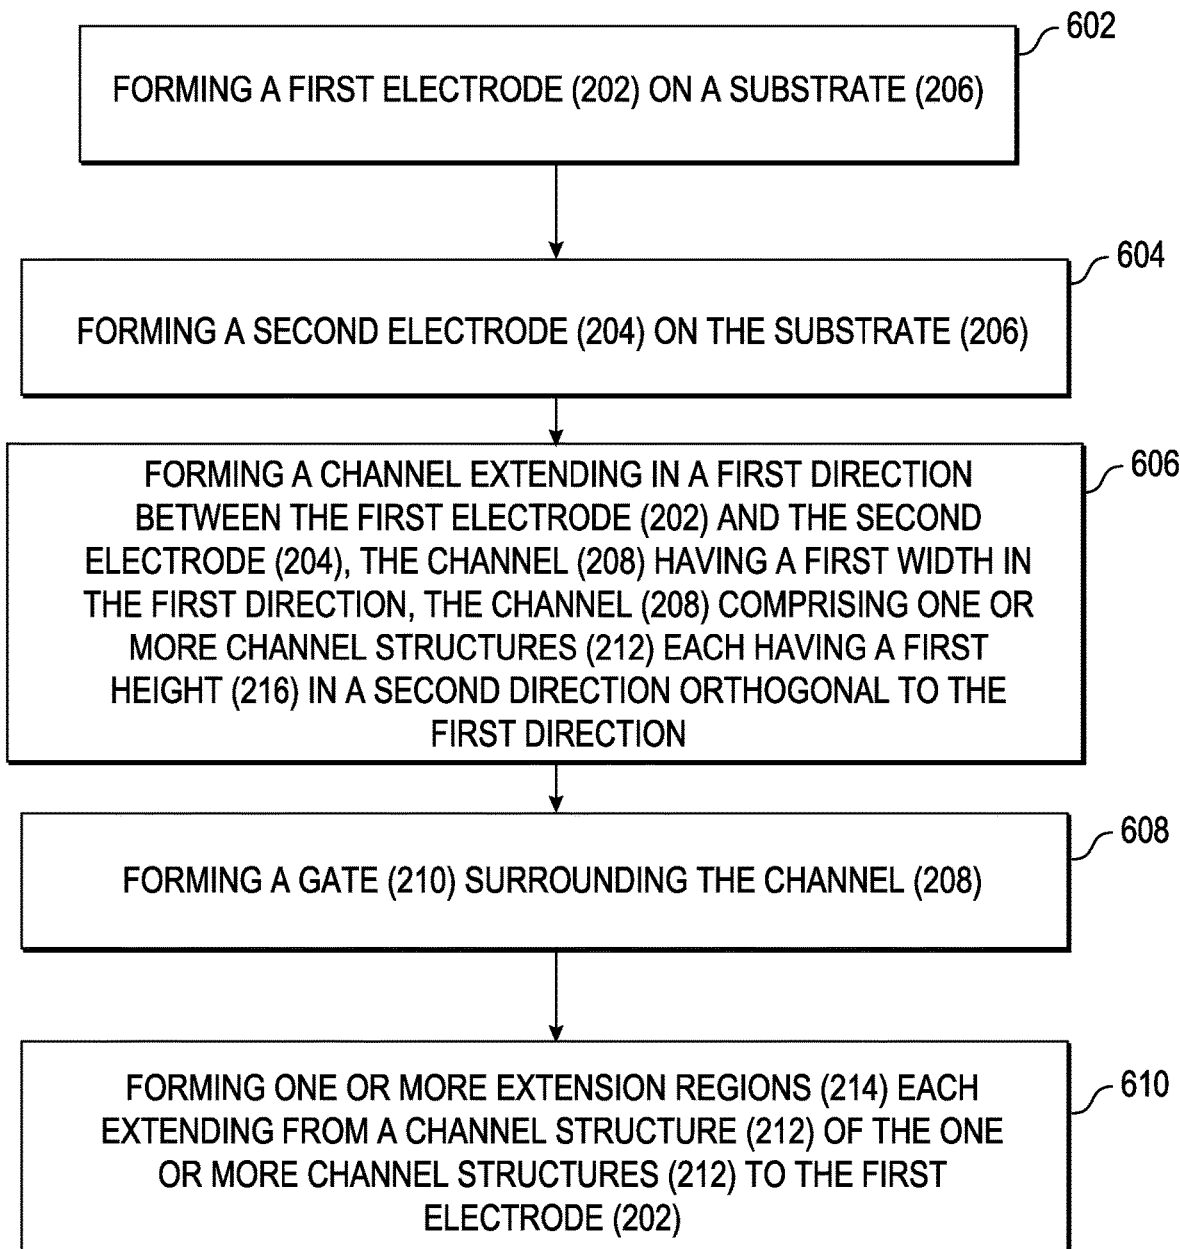 602
FORMING A FIRST ELECTRODE (202) ON A SUBSTRATE (206)
604
FORMING A SECOND ELECTRODE (204) ON THE SUBSTRATE (206)
606
FORMING A CHANNEL EXTENDING IN A FIRST DIRECTION
BETWEEN THE FIRST ELECTRODE (202) AND THE SECOND
ELECTRODE (204), THE CHANNEL (208) HAVING A FIRST WIDTH IN
THE FIRST DIRECTION, THE CHANNEL (208) COMPRISING ONE OR
MORE CHANNEL STRUCTURES (212) EACH HAVING A FIRST
HEIGHT (216) IN A SECOND DIRECTION ORTHOGONAL TO THE
FIRST DIRECTION
608
FORMING A GATE (210) SURROUNDING THE CHANNEL (208)
610
FORMING ONE OR MORE EXTENSION REGIONS (214) EACH
EXTENDING FROM A CHANNEL STRUCTURE (212) OF THE ONE
OR MORE CHANNEL STRUCTURES (212) TO THE FIRST
ELECTRODE (202)